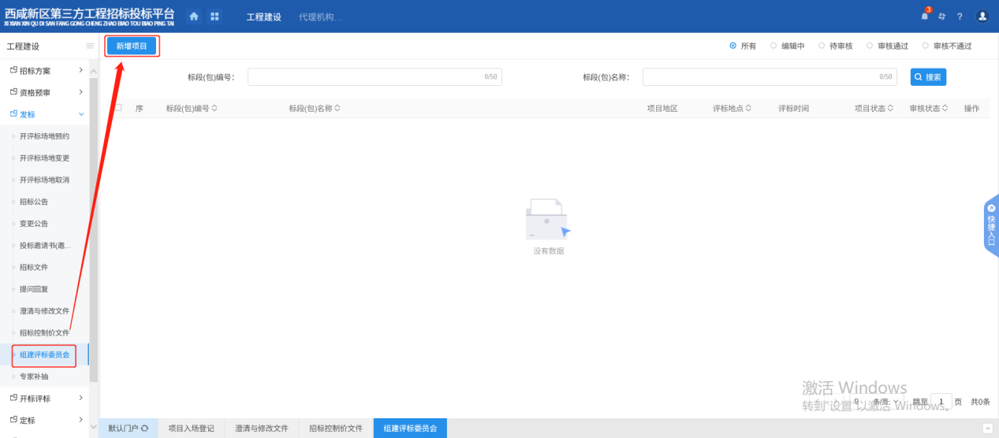 西咸新区第三方工程招标投标平台
XI XIAN XIN QU DI SAN FANG GONG CHENG ZHAO BIAO TOU BIAO PING TAI
工程建设
代理机构...
3
?
工程建设
新增项目
所有
编辑中
待审核
审核通过
审核不通过
招标方案
资格预审
发标
开评标场地预约
开评标场地变更
开评标场地取消
招标公告
变更公告
投标邀请书(邀...
招标文件
提问回复
澄清与修改文件
招标控制价文件
组建评标委员会
专家补抽
开标评标
定标
标段(包)编号：
0/50
标段(包)名称：
0/50
搜索
序
标段(包)编号
标段(包)名称
项目地区
评标地点
评标时间
项目状态
审核状态
操作
没有数据
快捷入口
激活 Windows
转到"设置"以激活 Windows。
条/页
跳至
1
页
共0条
默认门户
项目入场登记
澄清与修改文件
招标控制价文件
组建评标委员会